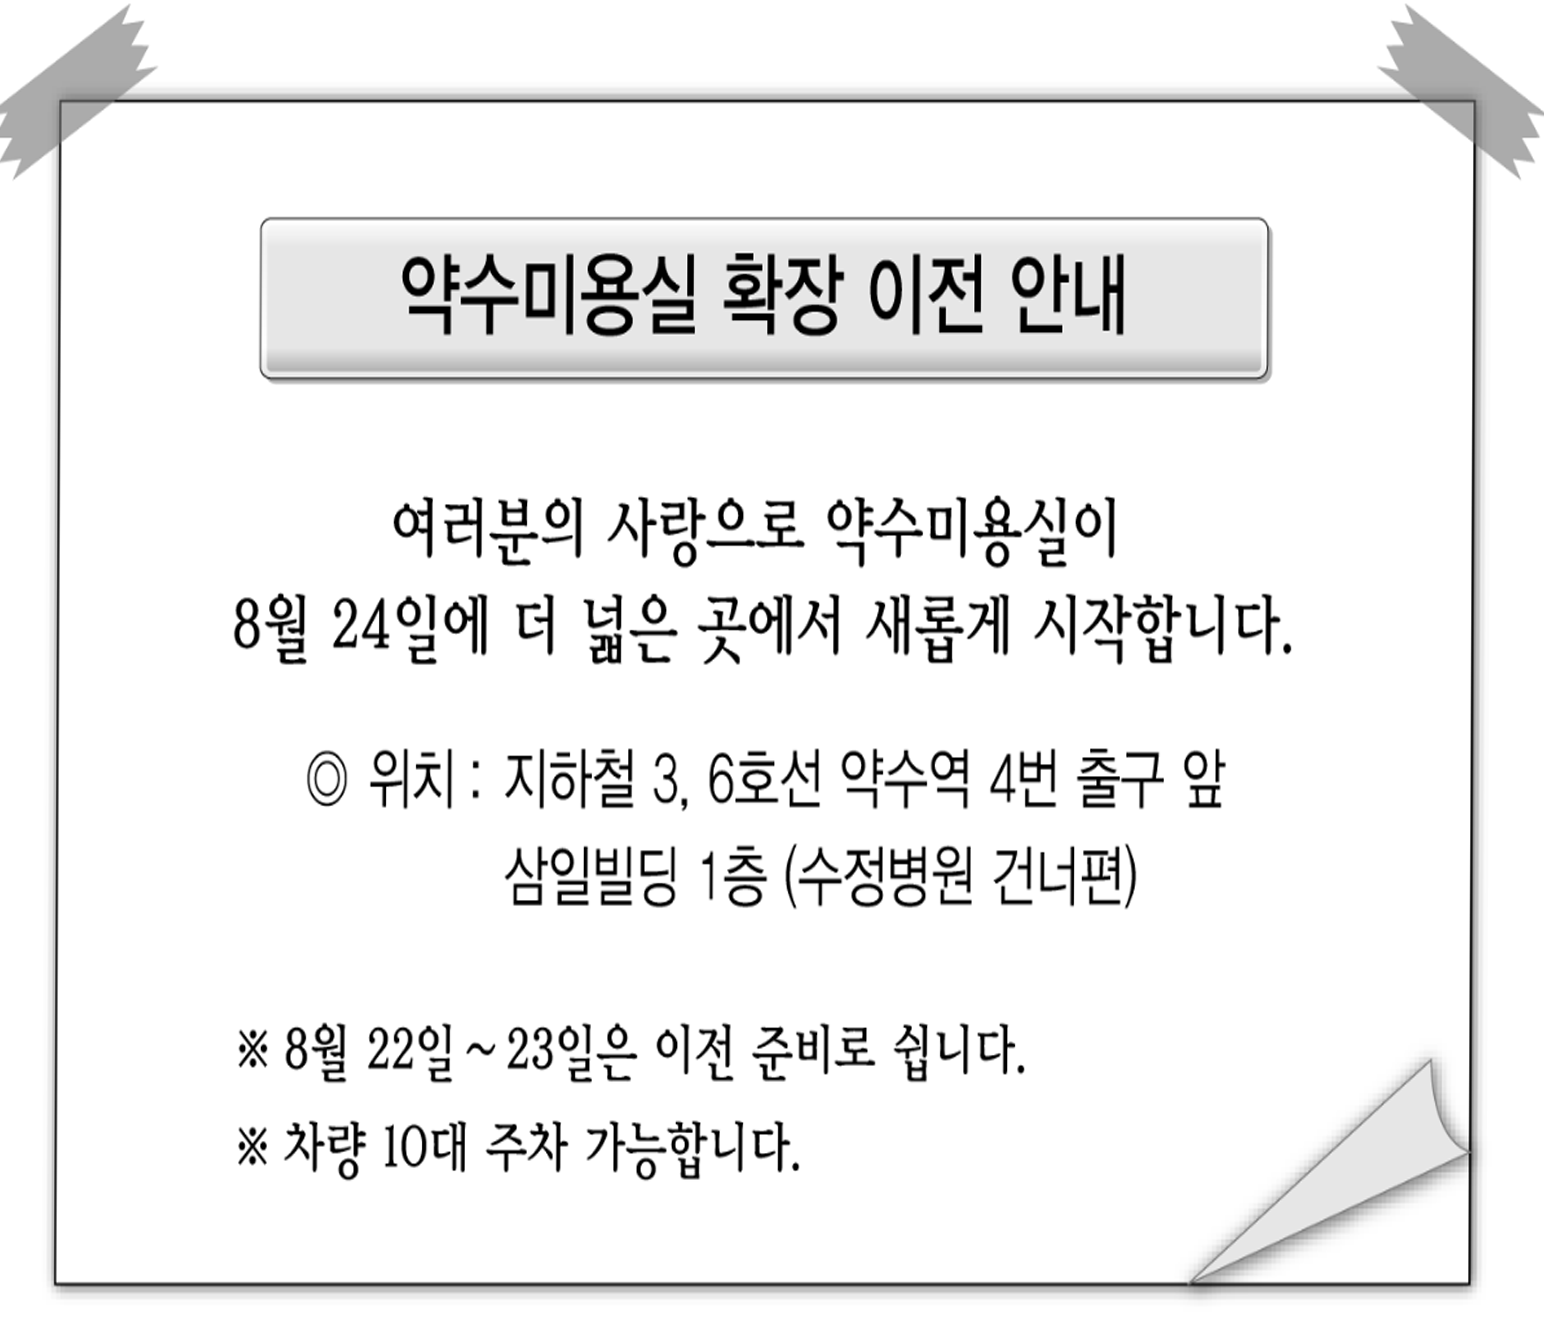 약수미용실 확장 이전 안내
여러분의 사랑으로 약수미용실이
8월 24일에 더 넓은 곳에서 새롭게 시작합니다.
◎ 위치 : 지하철 3, 6호선 약수역 4번 출구 앞
삼일빌딩 1층 (수정병원 건너편)
※ 8월 22일~23일은 이전 준비로 쉽니다.
※ 차량 10대 주차 가능합니다.